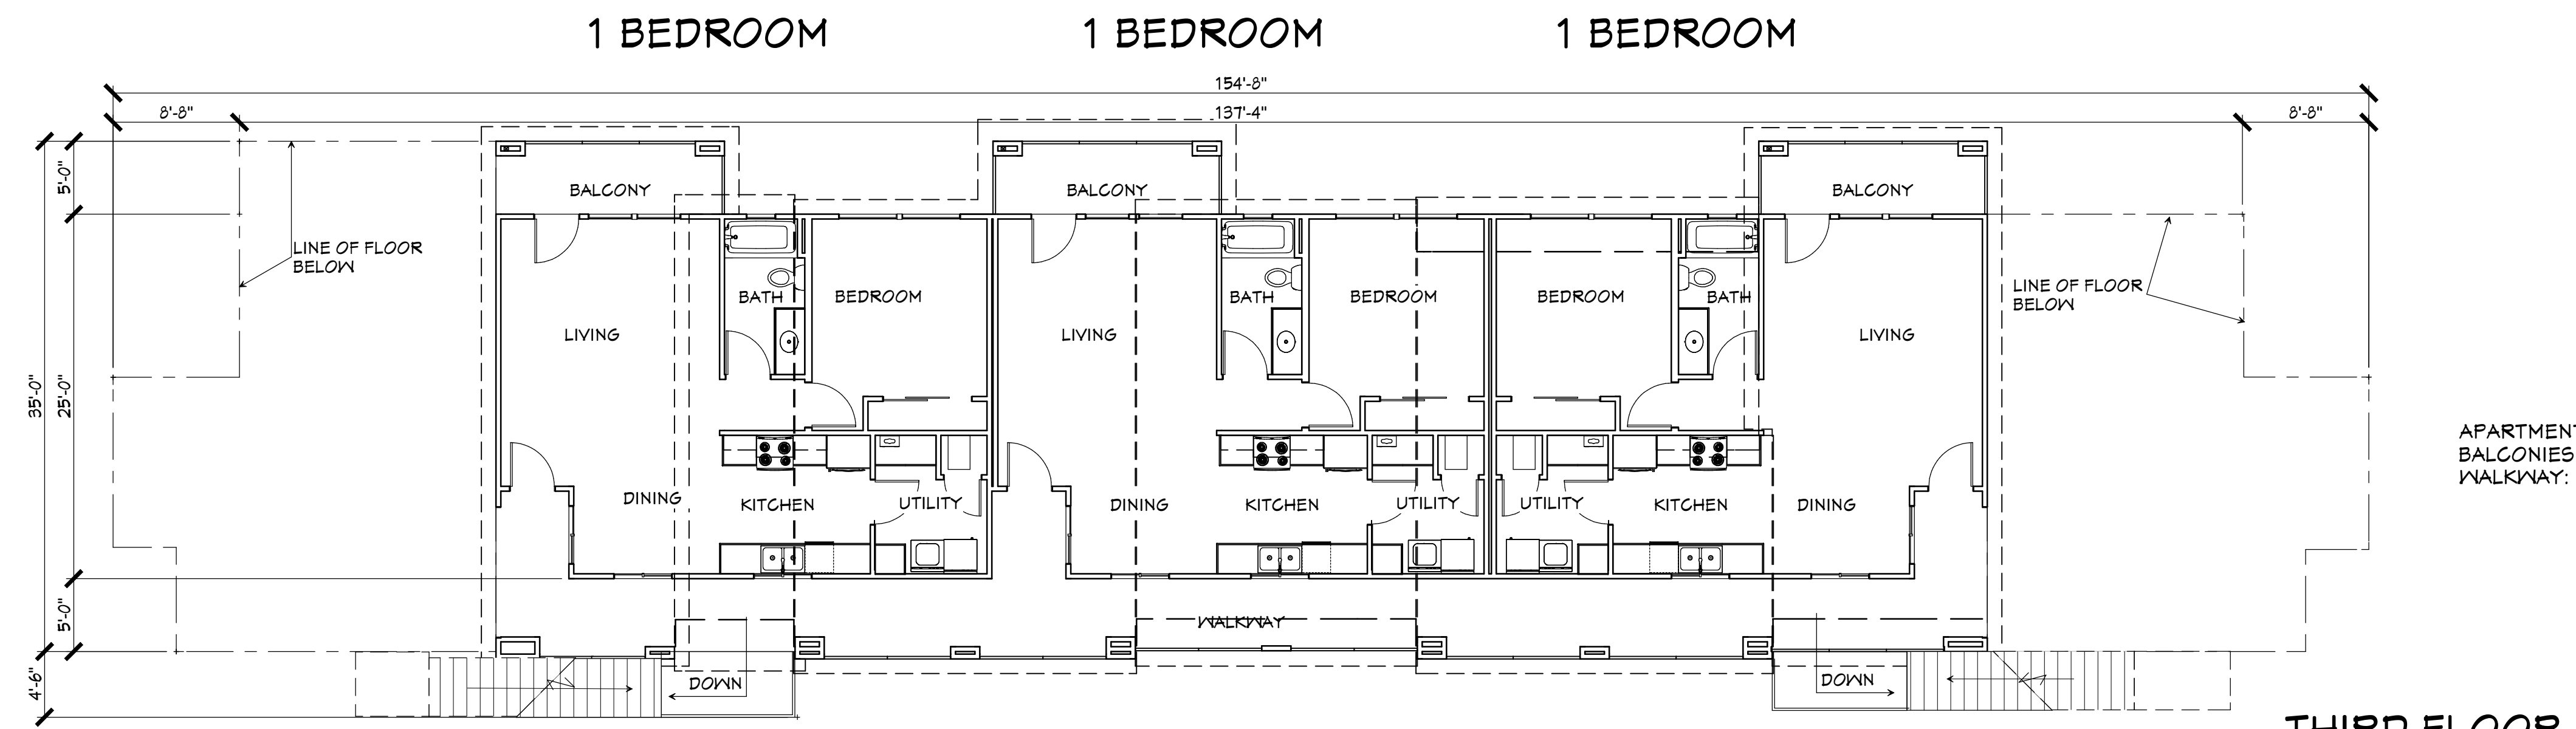 1 BEDROOM 1 BEDROOM 1 BEDROOM
154'-8"
8'-8" 137'-4" 8'-8"
5'-0"
BALCONY BALCONY BALCONY
LINE OF FLOOR
BELOW
LINE OF FLOOR
BELOW
BATH BEDROOM BATH BEDROOM BEDROOM BATH
LIVING LIVING LIVING
35'-0" 25'-0"
APARTMENT
BALCONIES
WALKWAY:
DINING KITCHEN UTILITY DINING KITCHEN UTILITY UTILITY KITCHEN DINING
5'-0"
WALKWAY
4'-6"
DOWN DOWN
THIRD FLOOR